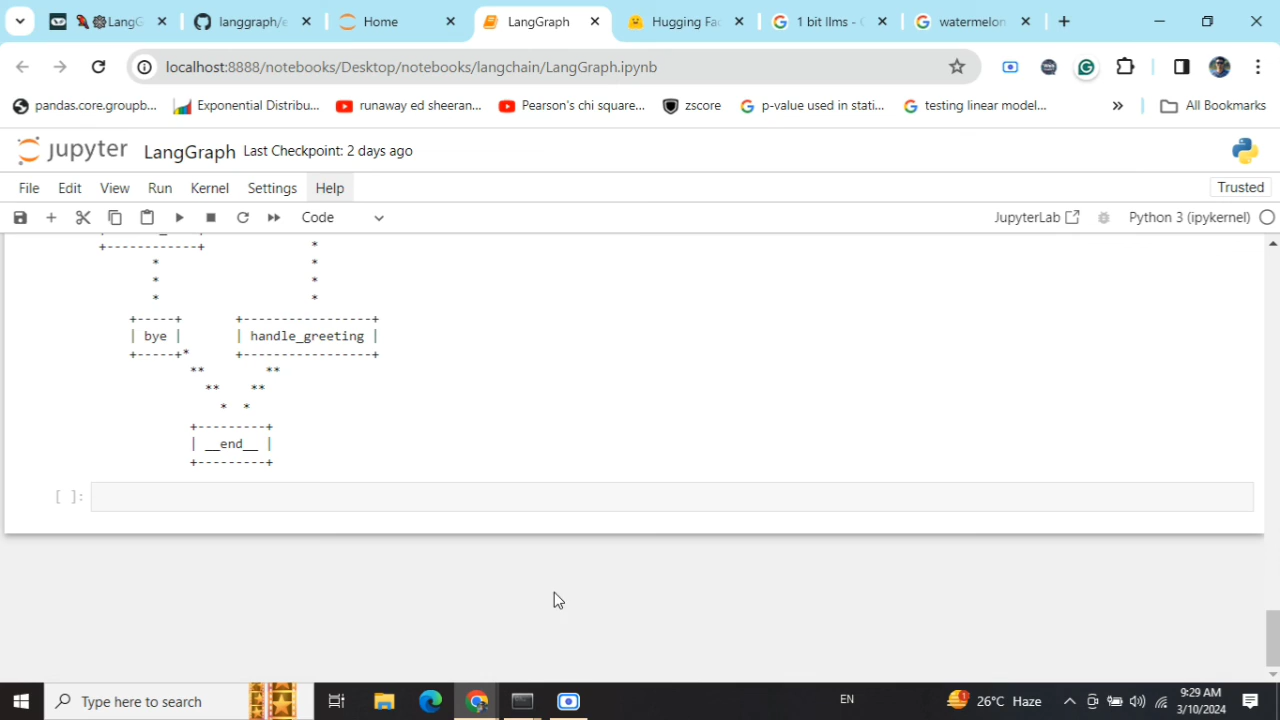 LangG
langgraph/e
Home
LangGraph
Hugging Fac
1 bit llms - G
watermelon
localhost:8888/notebooks/Desktop/notebooks/langchain/LangGraph.ipynb
pandas.core.groupb...
Exponential Distribu...
runaway ed sheeran...
Pearson's chi square...
zscore
p-value used in stati...
testing linear model...
»
All Bookmarks
jupyter
LangGraph
Last Checkpoint: 2 days ago
File
Edit
View
Run
Kernel
Settings
Help
Trusted
Code
JupyterLab
Python 3 (ipykernel)
+------------+ *
* *
* *
* *
+-----+ +-----------------+
| bye | | handle_greeting |
+-----+* +-----------------+
** **
** **
* *
+---------+
| __end__ |
+---------+
[ ]:
Type here to search
EN
1
26°C Haze
9:29 AM
3/10/2024